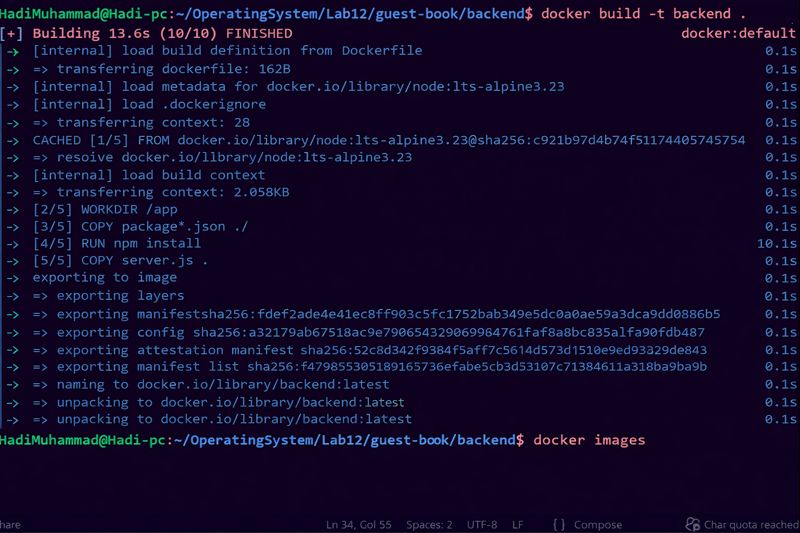 HadiMuhammad@Hadi-pc:~/OperatingSystem/Lab12/guest-book/backend$ docker build -t backend .
[+] Building 13.6s (10/10) FINISHED docker:default
-> [internal] load build definition from Dockerfile 0.1s
-> => transferring dockerfile: 162B 0.1s
-> [internal] load metadata for docker.io/library/node:lts-alpine3.23 0.1s
-> [internal] load .dockerignore 0.1s
-> => transferring context: 28 0.1s
-> CACHED [1/5] FROM docker.io/library/node:lts-alpine3.23@sha256:c921b97d4b74f51174405745754 0.1s
-> => resoive docker.io/llbrary/node:lts-alpine3.23 0.1s
-> [internal] load build context 0.1s
-> => transferring context: 2.058KB 0.1s
-> [2/5] WORKDIR /app 0.1s
-> [3/5] COPY package*.json ./ 0.1s
-> [4/5] RUN npm install 10.1s
-> [5/5] COPY server.js . 0.1s
-> exporting to image 0.1s
-> => exporting layers 0.1s
-> => exporting manifestsha256:fdef2ade4e41ec8ff903c5fc1752bab349e5dc0a0ae59a3dca9dd0886b5 0.1s
-> => exporting config sha256:a32179ab67518ac9e790654329069984761faf8a8bc835alfa90fdb487 0.1s
-> => exporting attestation manifest sha256:52c8d342f9384f5aff7c5614d573d1510e9ed93329de843 0.1s
-> => exporting manifest list sha256:f479855305189165736efabe5cb3d53107c71384611a318ba9ba9b 0.1s
-> => naming to docker.io/library/backend:latest 0.1s
-> => unpacking to docker.io/library/backend:latest 0.1s
-> => unpacking to docker.io/library/backend:latest 0.1s
HadiMuhammad@Hadi-pc:~/OperatingSystem/Lab12/guest-book/backend$ docker images
hare Ln 34, Gol 55 Spaces: 2 UTF-8 LF { } Compose Char quota reached